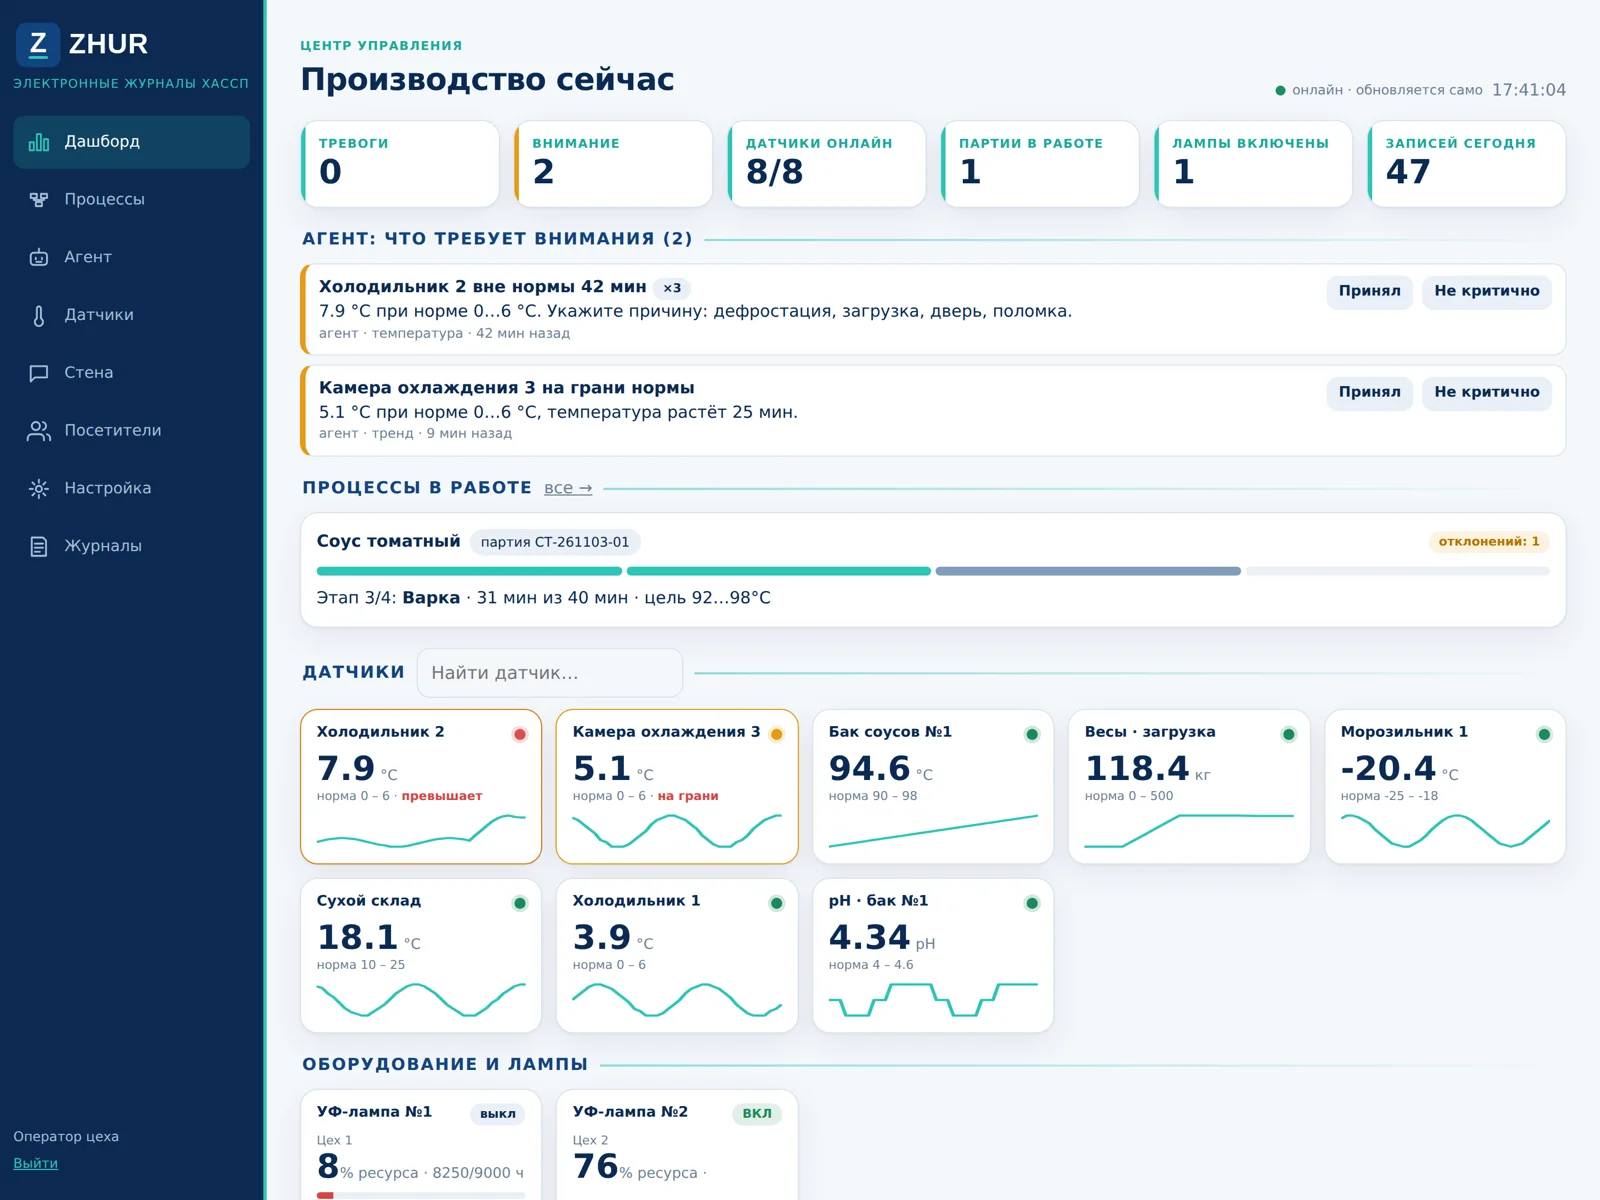 Z ZHUR
ЭЛЕКТРОННЫЕ ЖУРНАЛЫ ХАССП
Дашборд
Процессы
Агент
Датчики
Стена
Посетители
Настройка
Журналы
Оператор цеха
Выйти
ЦЕНТР УПРАВЛЕНИЯ
Производство сейчас
онлайн · обновляется само 17:41:04
ТРЕВОГИ
0
ВНИМАНИЕ
2
ДАТЧИКИ ОНЛАЙН
8/8
ПАРТИИ В РАБОТЕ
1
ЛАМПЫ ВКЛЮЧЕНЫ
1
ЗАПИСЕЙ СЕГОДНЯ
47
АГЕНТ: ЧТО ТРЕБУЕТ ВНИМАНИЯ (2)
Холодильник 2 вне нормы 42 мин ×3
7.9 °C при норме 0…6 °C. Укажите причину: дефростация, загрузка, дверь, поломка.
агент · температура · 42 мин назад
Принял Не критично
Камера охлаждения 3 на грани нормы
5.1 °C при норме 0…6 °C, температура растёт 25 мин.
агент · тренд · 9 мин назад
Принял Не критично
ПРОЦЕССЫ В РАБОТЕ все →
Соус томатный партия СТ-261103-01
отклонений: 1
Этап 3/4: Варка · 31 мин из 40 мин · цель 92…98°C
ДАТЧИКИ Найти датчик…
Холодильник 2
7.9 °C
норма 0 – 6 · превышает
Камера охлаждения 3
5.1 °C
норма 0 – 6 · на грани
Бак соусов №1
94.6 °C
норма 90 – 98
Весы · загрузка
118.4 кг
норма 0 – 500
Морозильник 1
-20.4 °C
норма -25 – -18
Сухой склад
18.1 °C
норма 10 – 25
Холодильник 1
3.9 °C
норма 0 – 6
pH · бак №1
4.34 pH
норма 4 – 4.6
ОБОРУДОВАНИЕ И ЛАМПЫ
УФ-лампа №1 выкл
Цех 1
8% ресурса · 8250/9000 ч
УФ-лампа №2 ВКЛ
Цех 2
76% ресурса ·